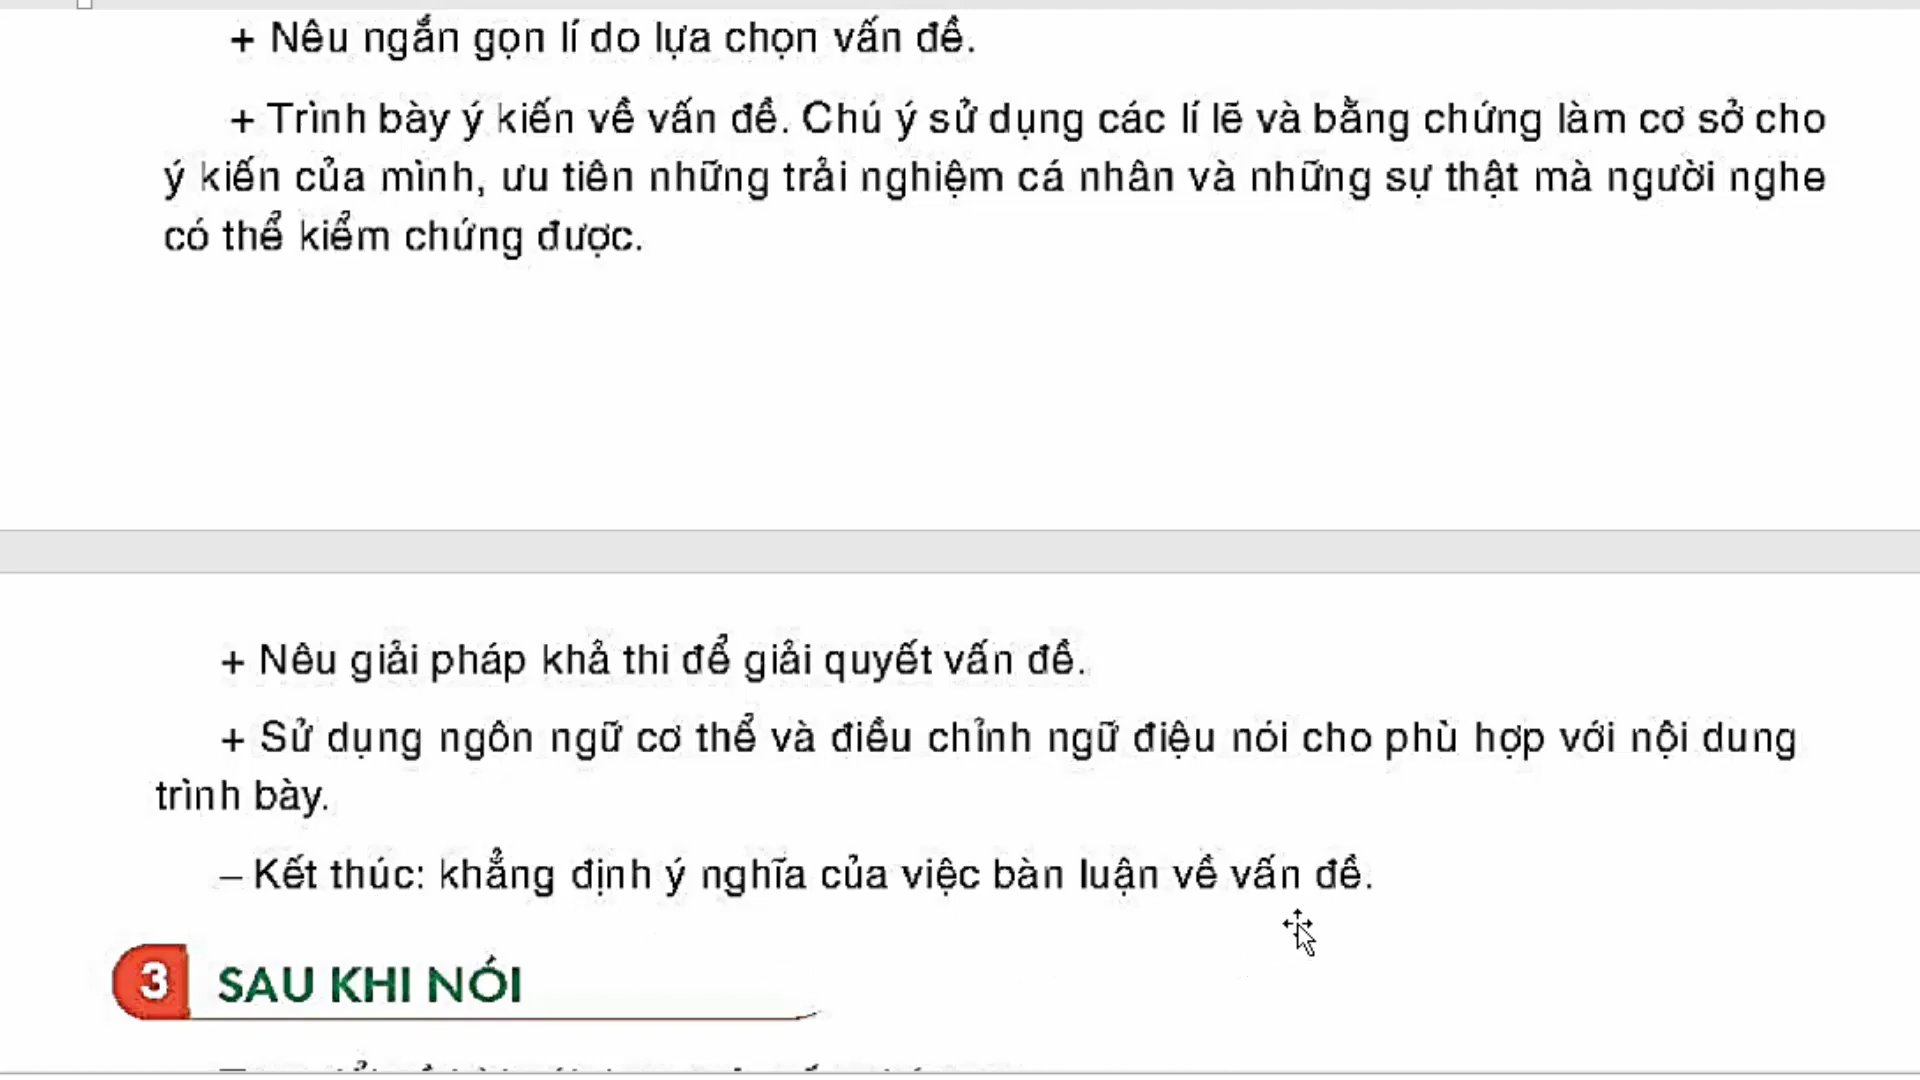 + Nêu ngắn gọn lí do lựa chọn vấn đề.
+ Trình bày ý kiến về vấn đề. Chú ý sử dụng các lí lẽ và bằng chứng làm cơ sở cho
ý kiến của mình, ưu tiên những trải nghiệm cá nhân và những sự thật mà người nghe
có thể kiểm chứng được.
+ Nêu giải pháp khả thi để giải quyết vấn đề.
+ Sử dụng ngôn ngữ cơ thể và điều chỉnh ngữ điệu nói cho phù hợp với nội dung
trình bày.
– Kết thúc: khẳng định ý nghĩa của việc bàn luận về vấn đề.
3 SAU KHI NÓI